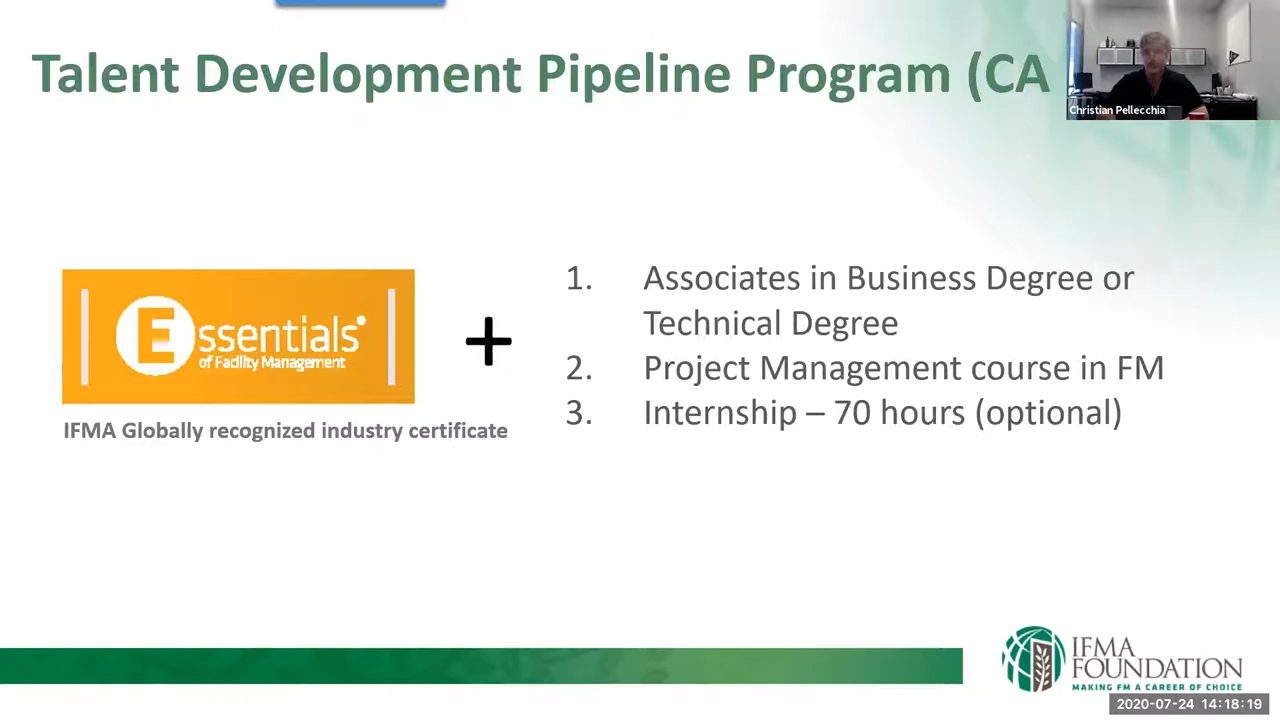 Talent Development Pipeline Program (CA
Christian Pellecchia
Essentials
of Facility Management
IFMA Globally recognized industry certificate
+
1. Associates in Business Degree or
Technical Degree
2. Project Management course in FM
3. Internship – 70 hours (optional)
IFMA
FOUNDATION
MAKING FM A CAREER OF CHOICE
2020-07-24 14:18:19